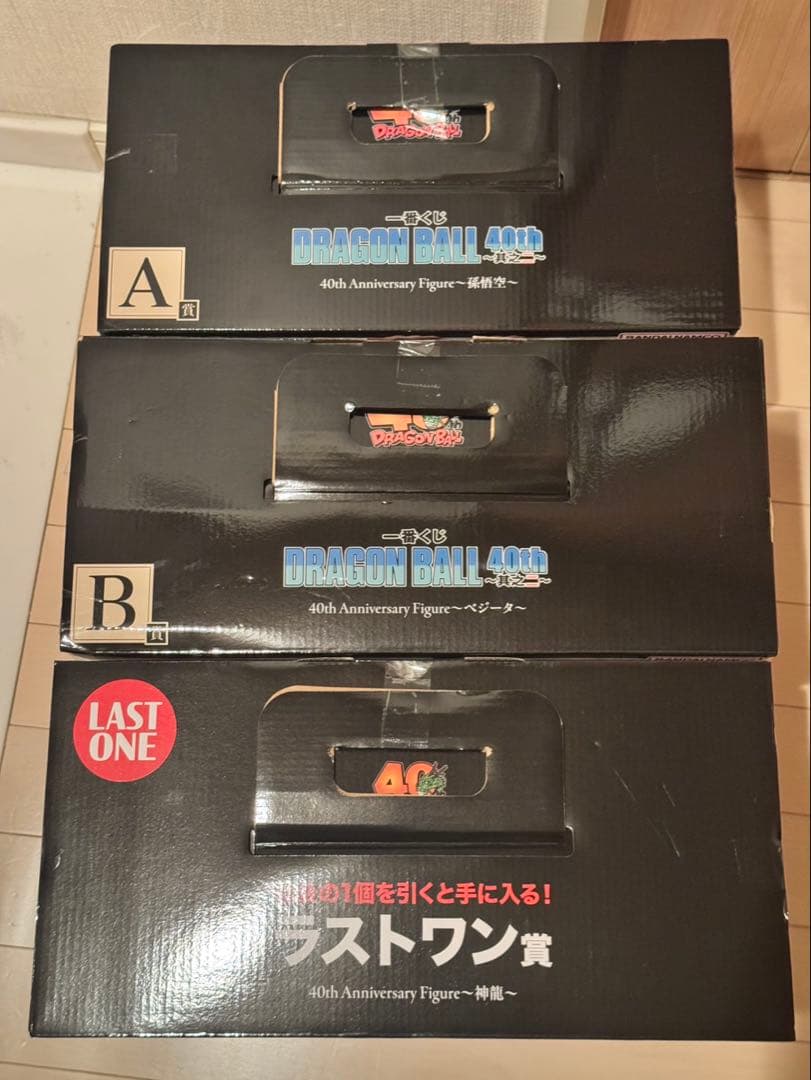 DRAGON BALL
一番くじ
DRAGON BALL 40th
～其之二～
40th Anniversary Figure～孫悟空～
A
賞
40th
DRAGON BALL
一番くじ
DRAGON BALL 40th
～其之二～
40th Anniversary Figure～ベジータ～
B
賞
LAST
ONE
40
の1個を引くと手に入る！
ラストワン賞
40th Anniversary Figure～神龍～